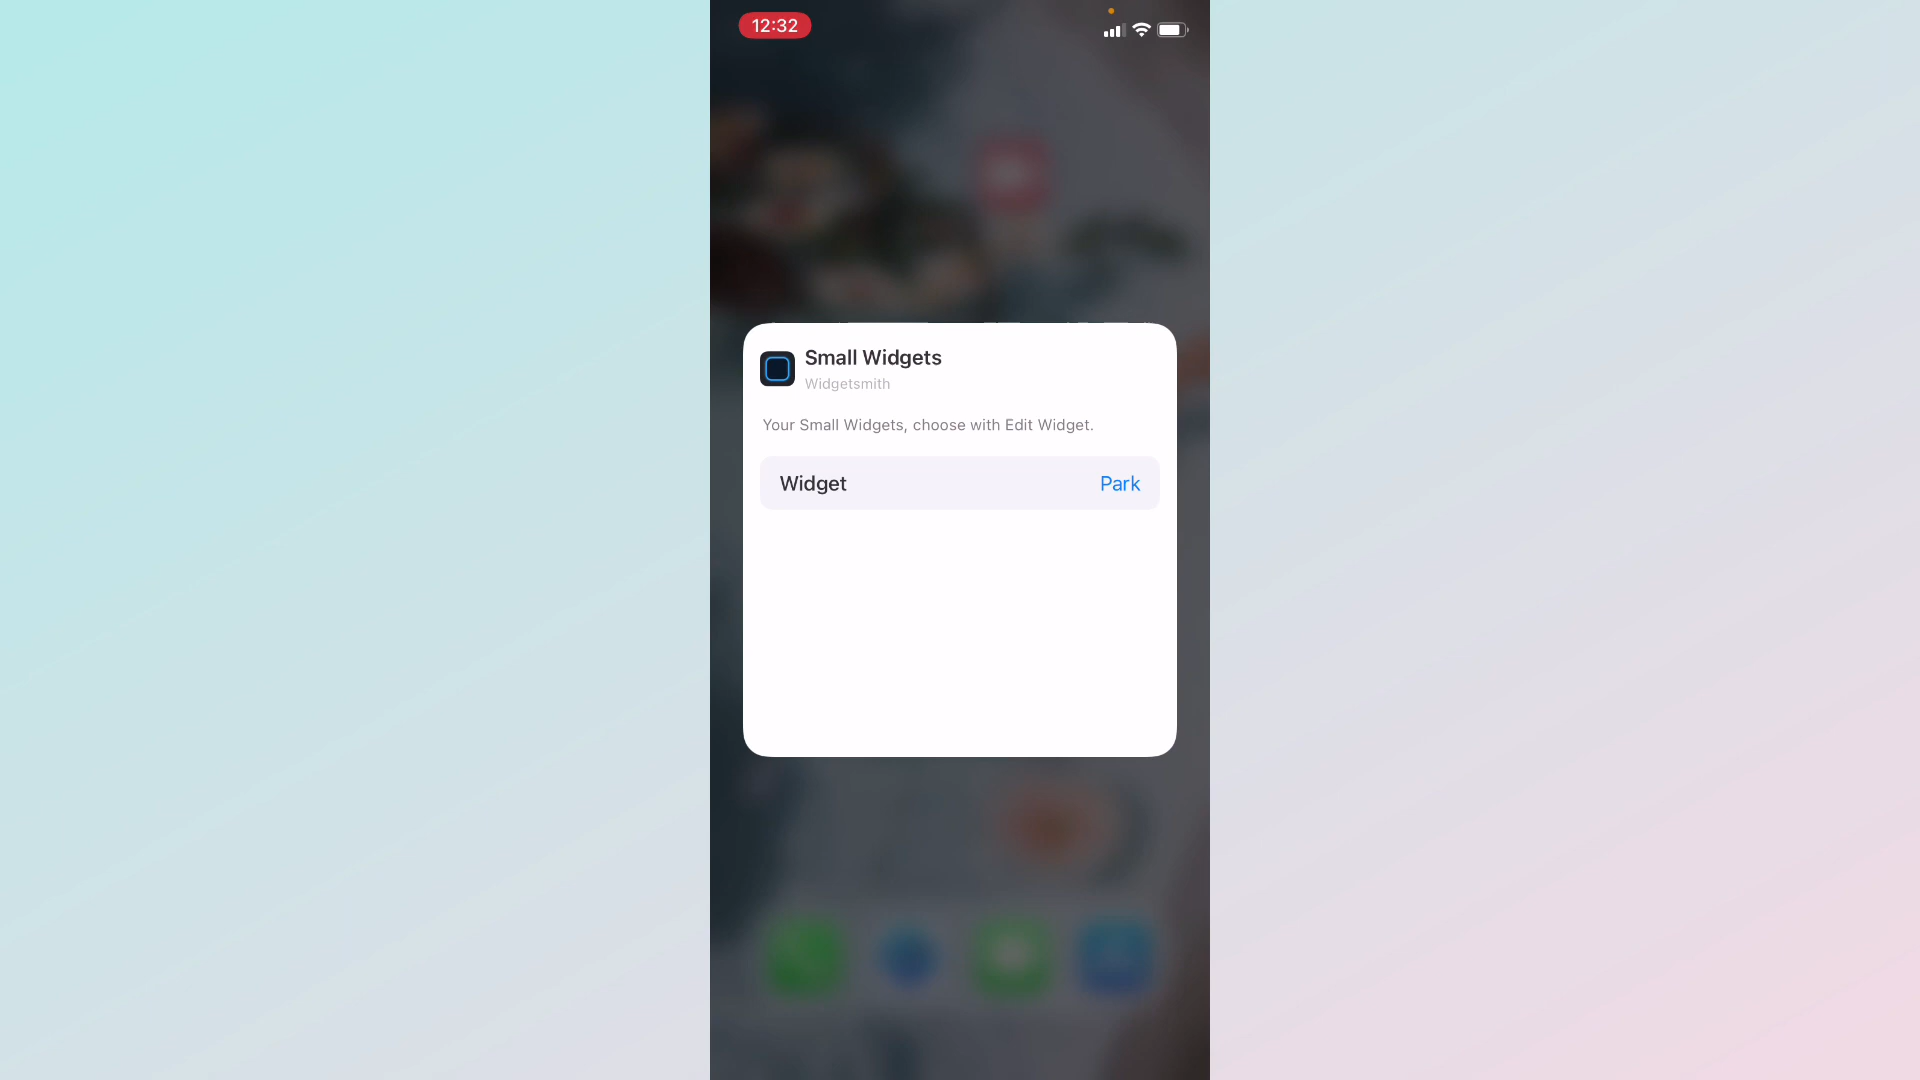 12:32
Small Widgets
Widgetsmith
Your Small Widgets, choose with Edit Widget.
Widget Park